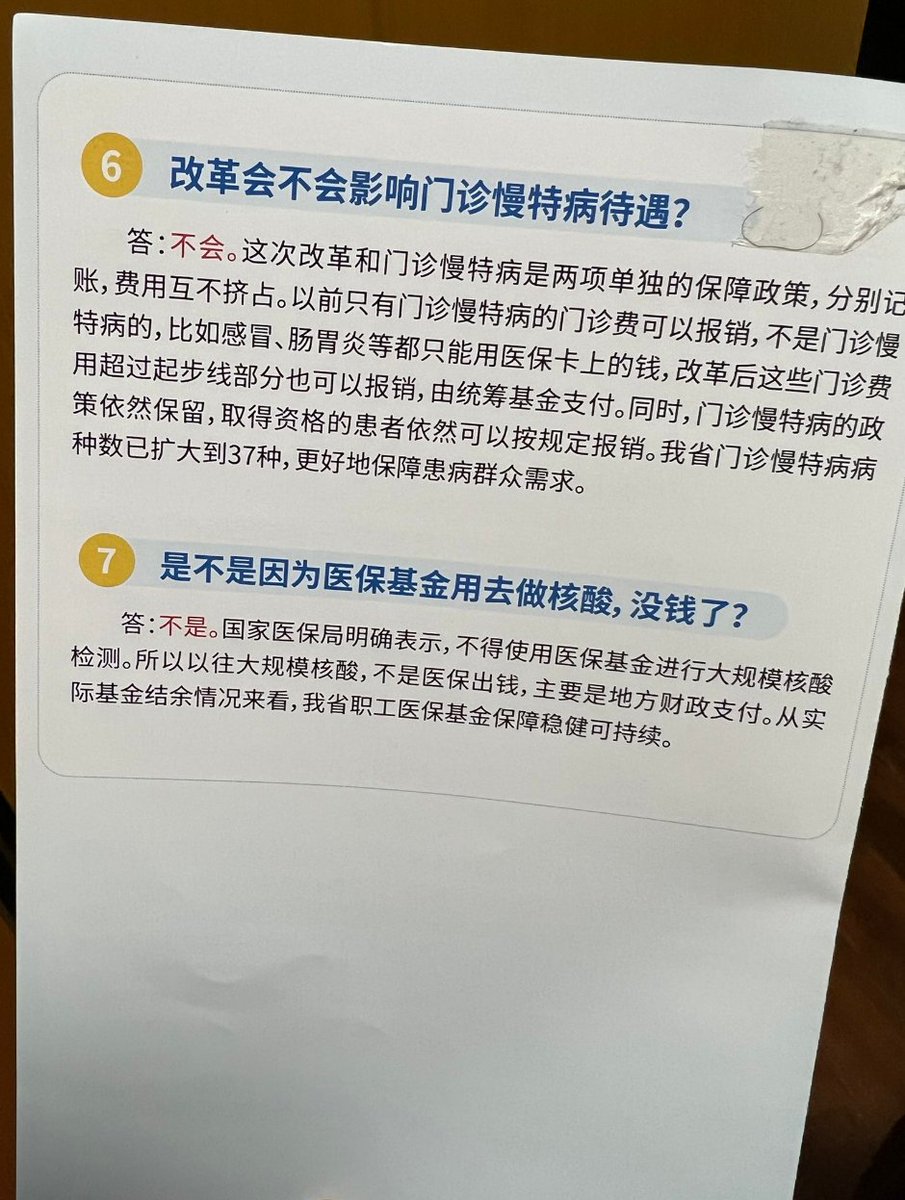 6 改革会不会影响门诊慢特病待遇？
答：不会。这次改革和门诊慢特病是两项单独的保障政策，分别记
账，费用互不挤占。以前只有门诊慢特病的门诊费可以报销，不是门诊慢
特病的，比如感冒、肠胃炎等都只能用医保卡上的钱，改革后这些门诊费
用超过起步线部分也可以报销，由统筹基金支付。同时，门诊慢特病的政
策依然保留，取得资格的患者依然可以按规定报销。我省门诊慢特病病
种数已扩大到37种，更好地保障患病群众需求。
7 是不是因为医保基金用去做核酸，没钱了？
答：不是。国家医保局明确表示，不得使用医保基金进行大规模核酸
检测。所以以往大规模核酸，不是医保出钱，主要是地方财政支付。从实
际基金结余情况来看，我省职工医保基金保障稳健可持续。